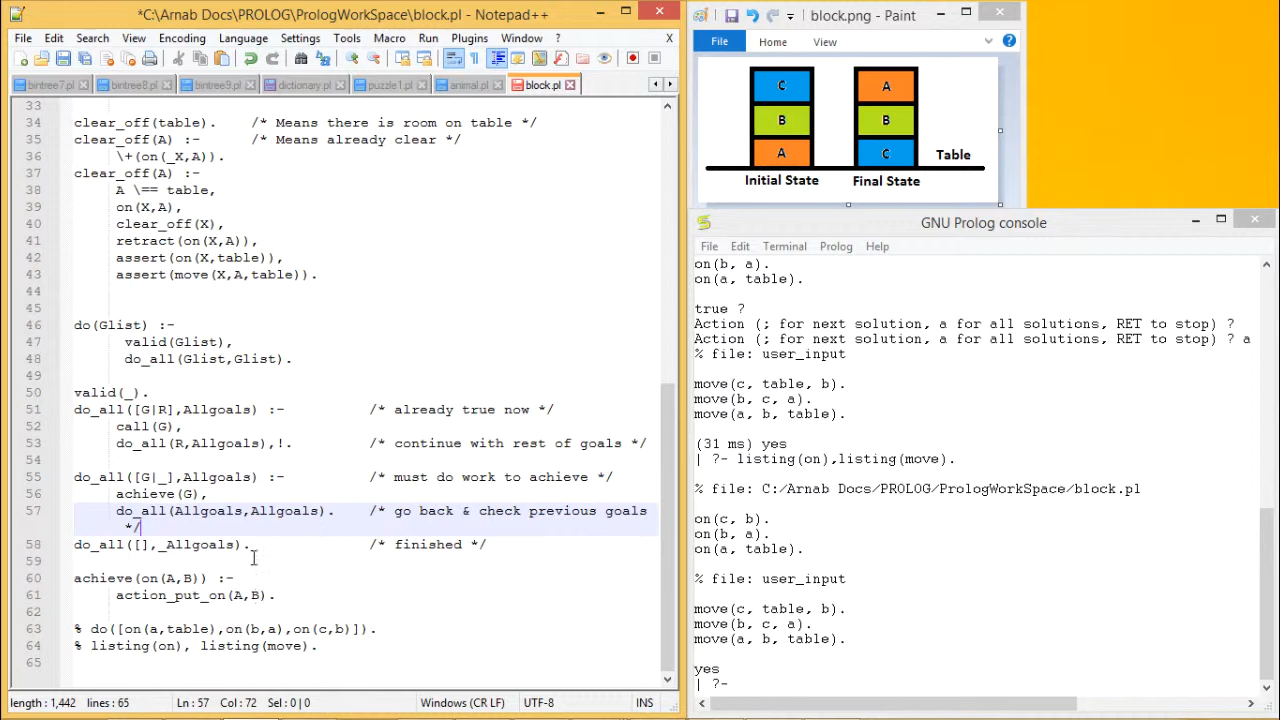 *C:\Arnab Docs\PROLOG\PrologWorkSpace\block.pl - Notepad++
File Edit Search View Encoding Language Settings Tools Macro Run Plugins Window ? X
bintree7.pl bintree8.pl bintree9.pl dictionary.pl puzzle1.pl animal.pl block.pl
33
34 clear_off(table). /* Means there is room on table */
35 clear_off(A) :- /* Means already clear */
36 \+(on(_X,A)).
37 clear_off(A) :-
38 A \== table,
39 on(X,A),
40 clear_off(X),
41 retract(on(X,A)),
42 assert(on(X,table)),
43 assert(move(X,A,table)).
44
45
46 do(Glist) :-
47 valid(Glist),
48 do_all(Glist,Glist).
49
50 valid(_).
51 do_all([G|R],Allgoals) :- /* already true now */
52 call(G),
53 do_all(R,Allgoals),!. /* continue with rest of goals */
54
55 do_all([G|_],Allgoals) :- /* must do work to achieve */
56 achieve(G),
57 do_all(Allgoals,Allgoals). /* go back & check previous goals
*/
58 do_all([],_Allgoals). /* finished */
59
60 achieve(on(A,B)) :-
61 action_put_on(A,B).
62
63 % do([on(a,table),on(b,a),on(c,b)]).
64 % listing(on), listing(move).
65
length : 1,442 lines : 65 Ln : 57 Col : 72 Sel : 0 | 0 Windows (CR LF) UTF-8 INS
block.png - Paint
File Home View
C A
B B
A C
Table
Initial State Final State
GNU Prolog console
File Edit Terminal Prolog Help
on(b, a).
on(a, table).
true ?
Action (; for next solution, a for all solutions, RET to stop) ?
Action (; for next solution, a for all solutions, RET to stop) ? a
% file: user_input
move(c, table, b).
move(b, c, a).
move(a, b, table).
(31 ms) yes
| ?- listing(on),listing(move).
% file: C:/Arnab Docs/PROLOG/PrologWorkSpace/block.pl
on(c, b).
on(b, a).
on(a, table).
% file: user_input
move(c, table, b).
move(b, c, a).
move(a, b, table).
yes
| ?-